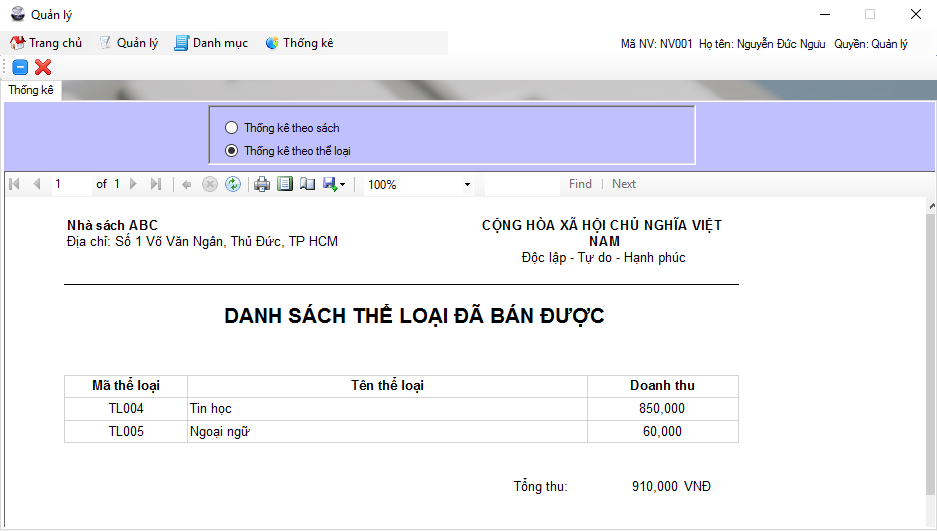 Quản lý
Trang chủ Quản lý Danh mục Thống kê Mã NV: NV001 Họ tên: Nguyễn Đức Ngưu Quyền: Quản lý
Thống kê
Thống kê theo sách
Thống kê theo thể loại
1 of 1 100% Find | Next
Nhà sách ABC
Địa chỉ: Số 1 Võ Văn Ngân, Thủ Đức, TP HCM
CỘNG HÒA XÃ HỘI CHỦ NGHĨA VIỆT
NAM
Độc lập - Tự do - Hạnh phúc
DANH SÁCH THỂ LOẠI ĐÃ BÁN ĐƯỢC
Mã thể loại Tên thể loại Doanh thu
TL004 Tin học 850,000
TL005 Ngoại ngữ 60,000
Tổng thu: 910,000 VNĐ